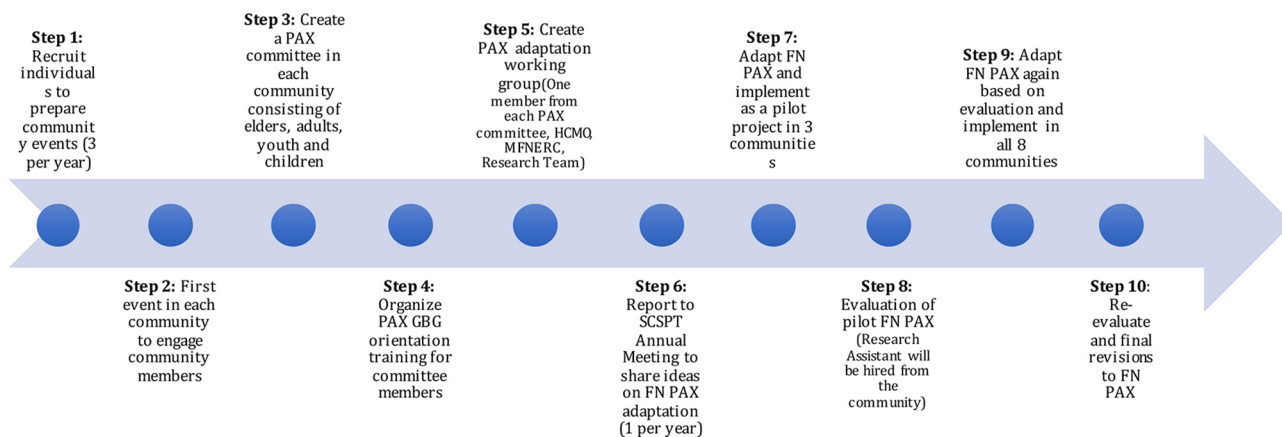 Step 1:
Recruit
individual
s to
prepare
communit
y events (3
per year)
Step 2: First
event in each
community
to engage
community
members
Step 3: Create
a PAX
committee in
each
community
consisting of
elders, adults,
youth and
children
Step 4:
Organize
PAX GBG
orientation
training for
committee
members
Step 5: Create
PAX adaptation
working
group(One
member from
each PAX
committee, HCMO,
MFNERC,
Research Team)
Step 6:
Report to
SCSPT
Annual
Meeting to
share ideas
on FN PAX
adaptation
(1 per year)
Step 7:
Adapt FN
PAX and
implement
as a pilot
project in 3
communitie
s
Step 8:
Evaluation of
pilot FN PAX
(Research
Assistant will
be hired from
the
community)
Step 9: Adapt
FN PAX again
based on
evaluation and
implement in
all 8
communities
Step 10:
Re-
evaluate
and final
revisions
to FN
PAX